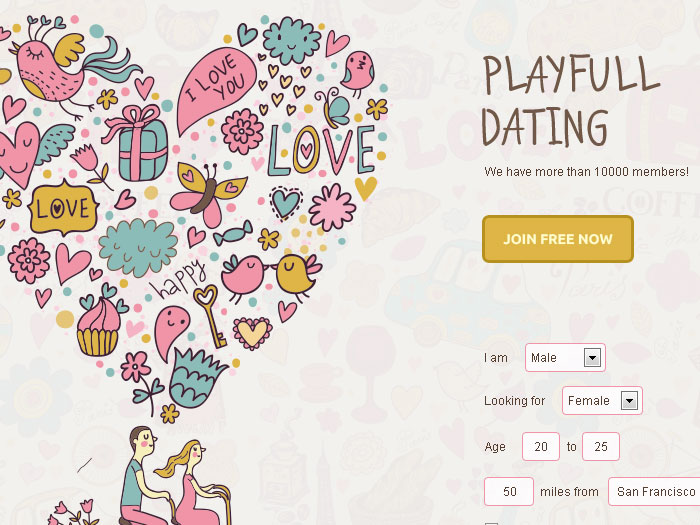 I LOVE
YOU
LOVE
LOVE
happy
PLAYFULL
DATING
We have more than 10000 members!
JOIN FREE NOW
I am Male
Looking for Female
Age 20 to 25
50 miles from San Francisco
COFFEE